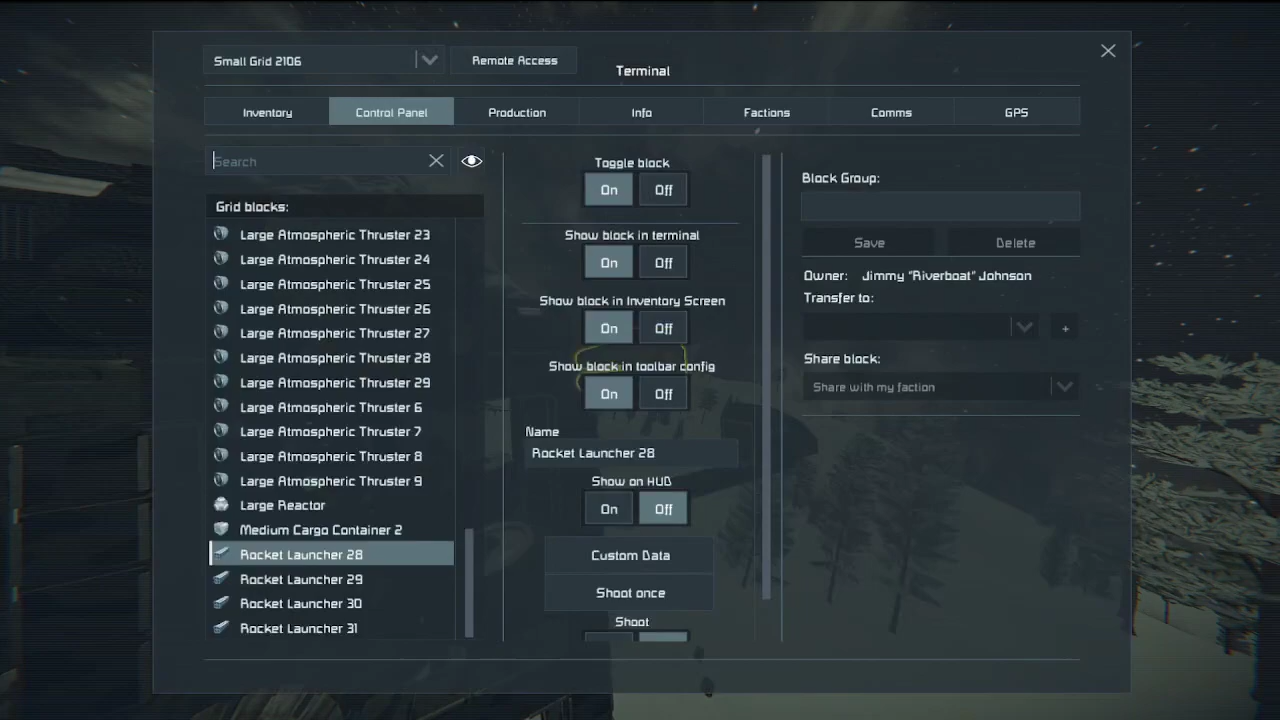 Small Grid 2106
Remote Access
Terminal
Inventory
Control Panel
Production
Info
Factions
Comms
GPS
Search
Grid blocks:
Large Atmospheric Thruster 23
Large Atmospheric Thruster 24
Large Atmospheric Thruster 25
Large Atmospheric Thruster 26
Large Atmospheric Thruster 27
Large Atmospheric Thruster 28
Large Atmospheric Thruster 29
Large Atmospheric Thruster 6
Large Atmospheric Thruster 7
Large Atmospheric Thruster 8
Large Atmospheric Thruster 9
Large Reactor
Medium Cargo Container 2
Rocket Launcher 28
Rocket Launcher 29
Rocket Launcher 30
Rocket Launcher 31
Toggle block
On Off
Show block in terminal
On Off
Show block in Inventory Screen
On Off
Show block in toolbar config
On Off
Name
Rocket Launcher 28
Show on HUD
On Off
Custom Data
Shoot once
Shoot
Block Group:
Save Delete
Owner: Jimmy "Riverboat" Johnson
Transfer to:
+
Share block:
Share with my faction